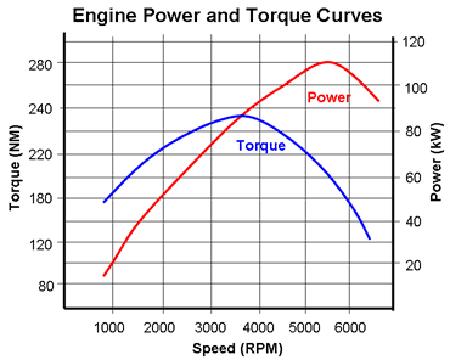 Engine Power and Torque Curves
120
280
100
Power
240
80
Torque
220
60
180
40
120
20
80
Torque (NM)
Power (kW)
1000 2000 3000 4000 5000 6000
Speed (RPM)